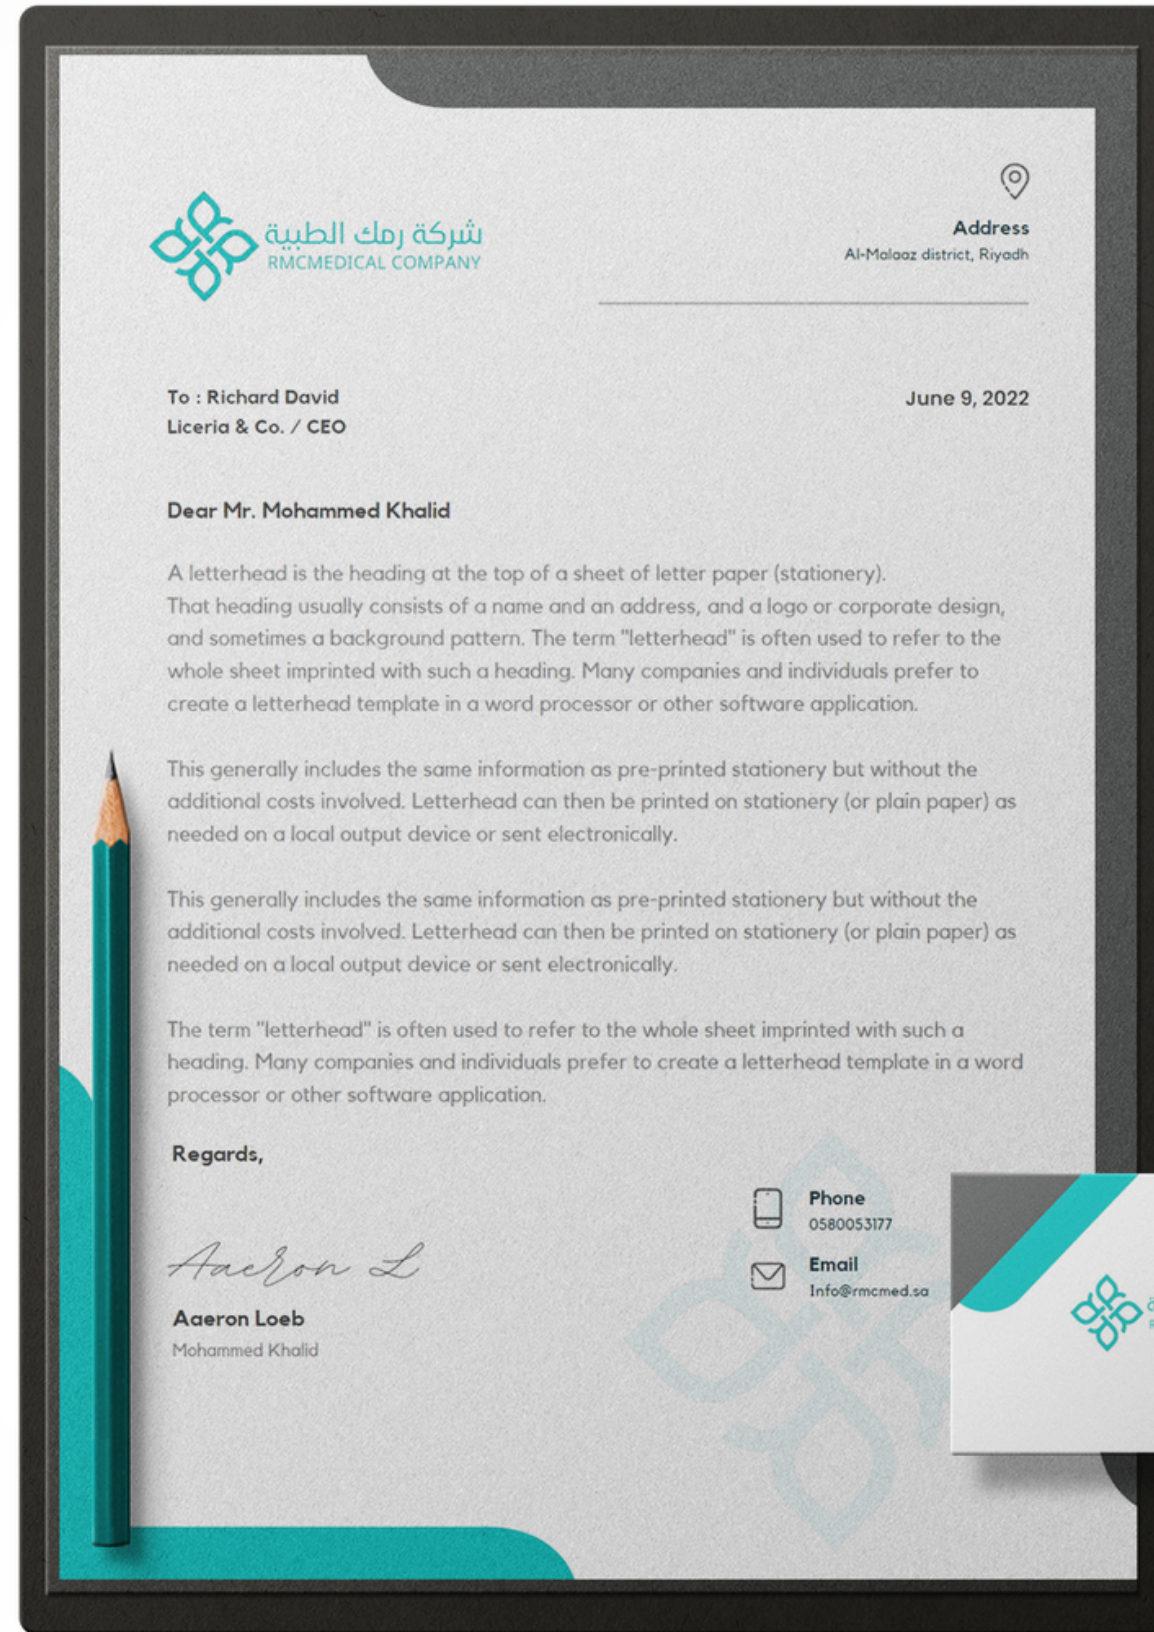 شركة رمك الطبية
RMCMEDICAL COMPANY
Address
Al-Malaaz district, Riyadh
To : Richard David
Liceria & Co. / CEO
June 9, 2022
Dear Mr. Mohammed Khalid
A letterhead is the heading at the top of a sheet of letter paper (stationery).
That heading usually consists of a name and an address, and a logo or corporate design,
and sometimes a background pattern. The term "letterhead" is often used to refer to the
whole sheet imprinted with such a heading. Many companies and individuals prefer to
create a letterhead template in a word processor or other software application.
This generally includes the same information as pre-printed stationery but without the
additional costs involved. Letterhead can then be printed on stationery (or plain paper) as
needed on a local output device or sent electronically.
This generally includes the same information as pre-printed stationery but without the
additional costs involved. Letterhead can then be printed on stationery (or plain paper) as
needed on a local output device or sent electronically.
The term "letterhead" is often used to refer to the whole sheet imprinted with such a
heading. Many companies and individuals prefer to create a letterhead template in a word
processor or other software application.
Regards,
Aaeron L
Aaeron Loeb
Mohammed Khalid
Phone
0580053177
Email
Info@rmcmed.sa